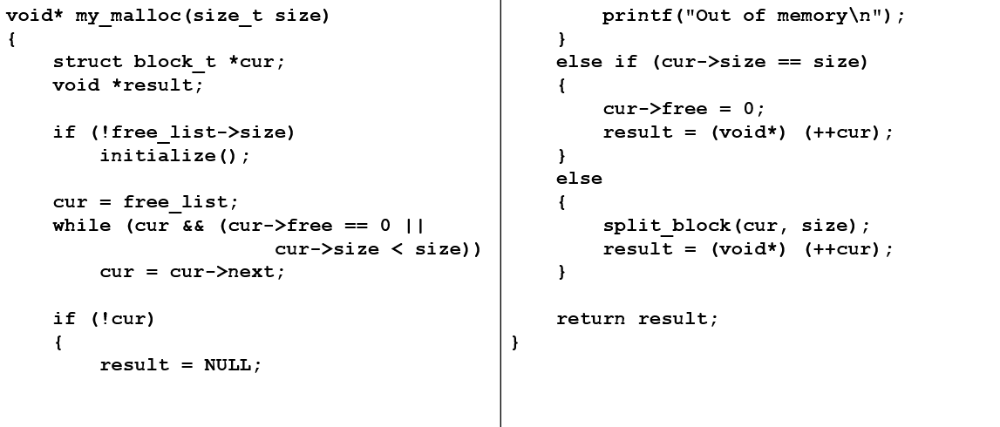 void* my_malloc(size_t size)
{
    struct block_t *cur;
    void *result;

    if (!free_list->size)
        initialize();

    cur = free_list;
    while (cur && (cur->free == 0 ||
                   cur->size < size))
        cur = cur->next;

    if (!cur)
    {
        result = NULL;
        printf("Out of memory\n");
    }
    else if (cur->size == size)
    {
        cur->free = 0;
        result = (void*) (++cur);
    }
    else
    {
        split_block(cur, size);
        result = (void*) (++cur);
    }

    return result;
}